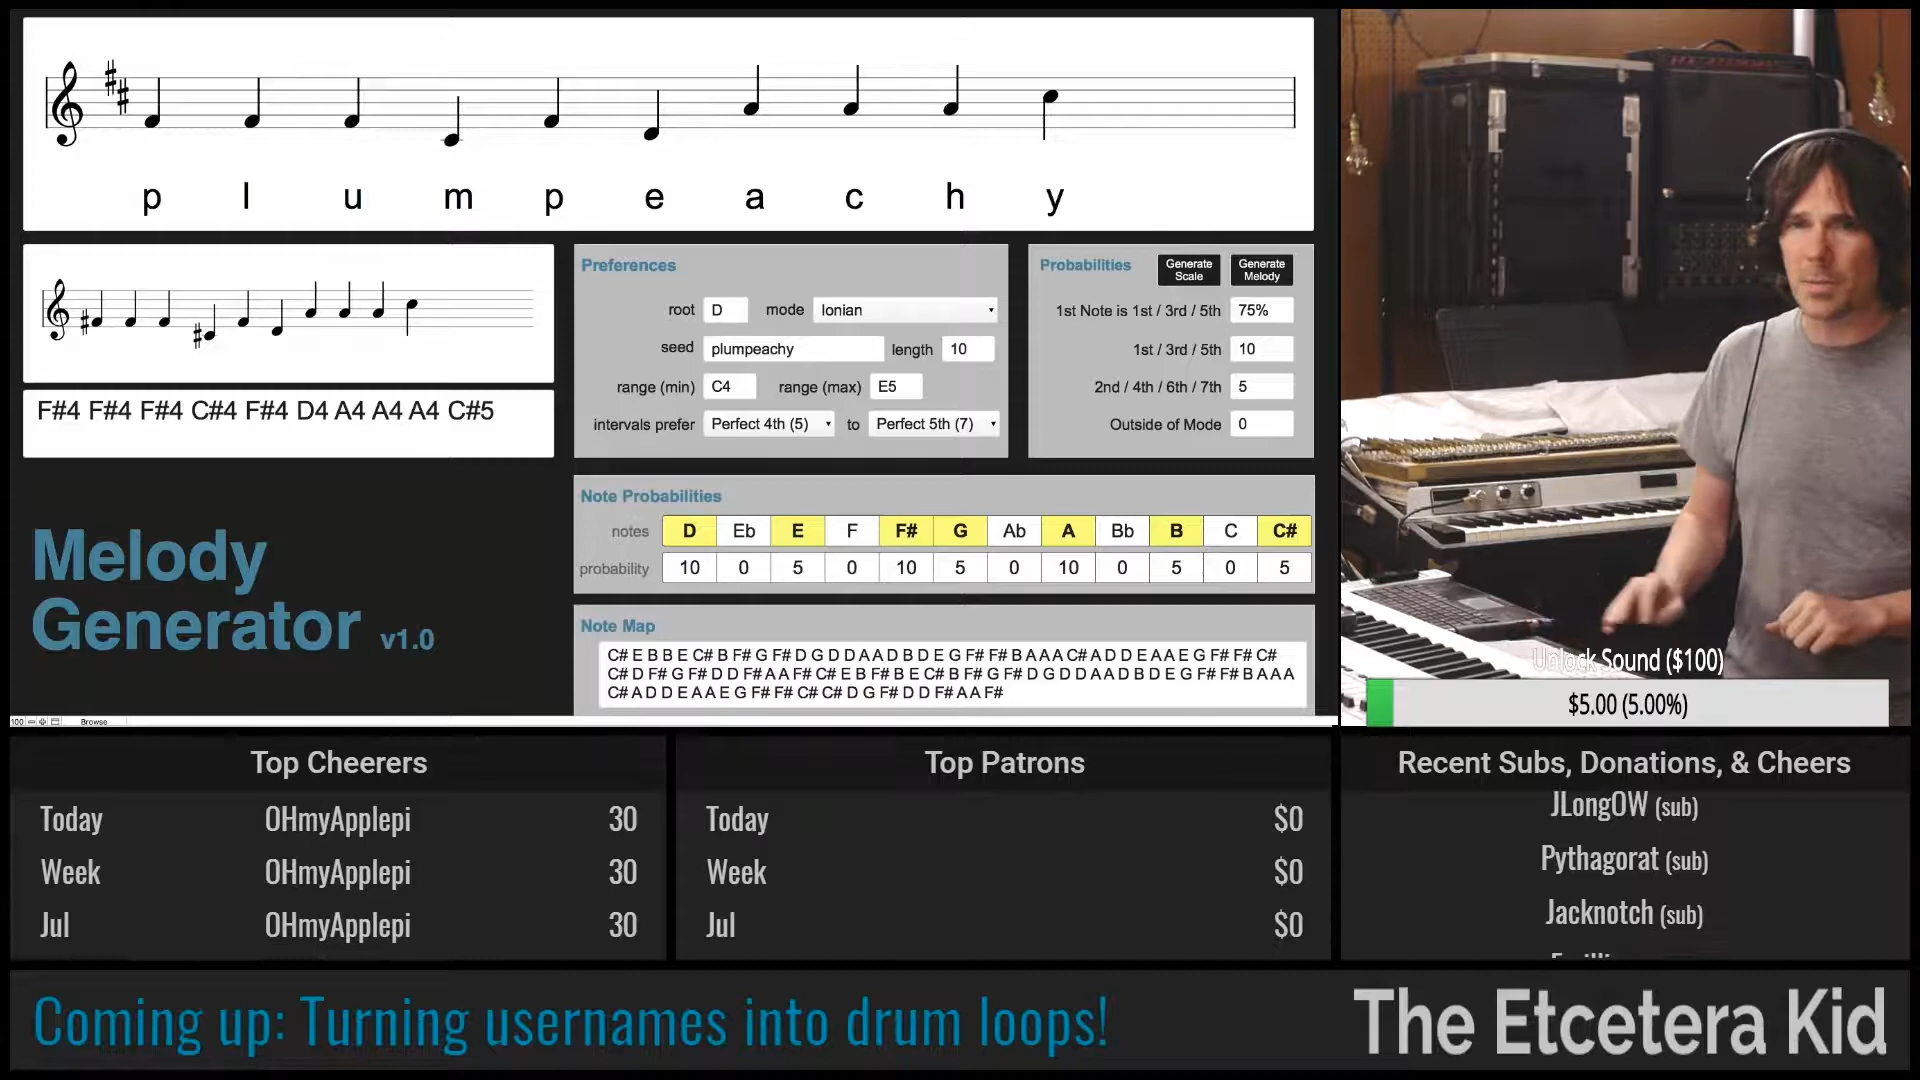 p l u m p e a c h y
F#4 F#4 F#4 C#4 F#4 D4 A4 A4 A4 C#5
Melody
Generator v1.0
Preferences
root D mode Ionian
seed plumpeachy length 10
range (min) C4 range (max) E5
intervals prefer Perfect 4th (5) to Perfect 5th (7)
Probabilities
Generate Scale
Generate Melody
1st Note is 1st / 3rd / 5th 75%
1st / 3rd / 5th 10
2nd / 4th / 6th / 7th 5
Outside of Mode 0
Note Probabilities
notes D Eb E F F# G Ab A Bb B C C#
probability 10 0 5 0 10 5 0 10 0 5 0 5
Note Map
C# E B B E C# B F# G F# D G D D A A D B D E G F# F# B A A A C# A D D E A A E G F# F# C#
C# D F# G F# D D F# A A F# C# E B F# B E C# B F# G F# D G D D A A D B D E G F# F# B A A A
C# A D D E A A E G F# F# C# C# D G F# D D F# A A F#
100 Browse
Unlock Sound ($100)
$5.00 (5.00%)
Top Cheerers
Today OHmyApplepi 30
Week OHmyApplepi 30
Jul OHmyApplepi 30
Top Patrons
Today $0
Week $0
Jul $0
Recent Subs, Donations, & Cheers
JLongOW (sub)
Pythagorat (sub)
Jacknotch (sub)
Coming up: Turning usernames into drum loops!
The Etcetera Kid